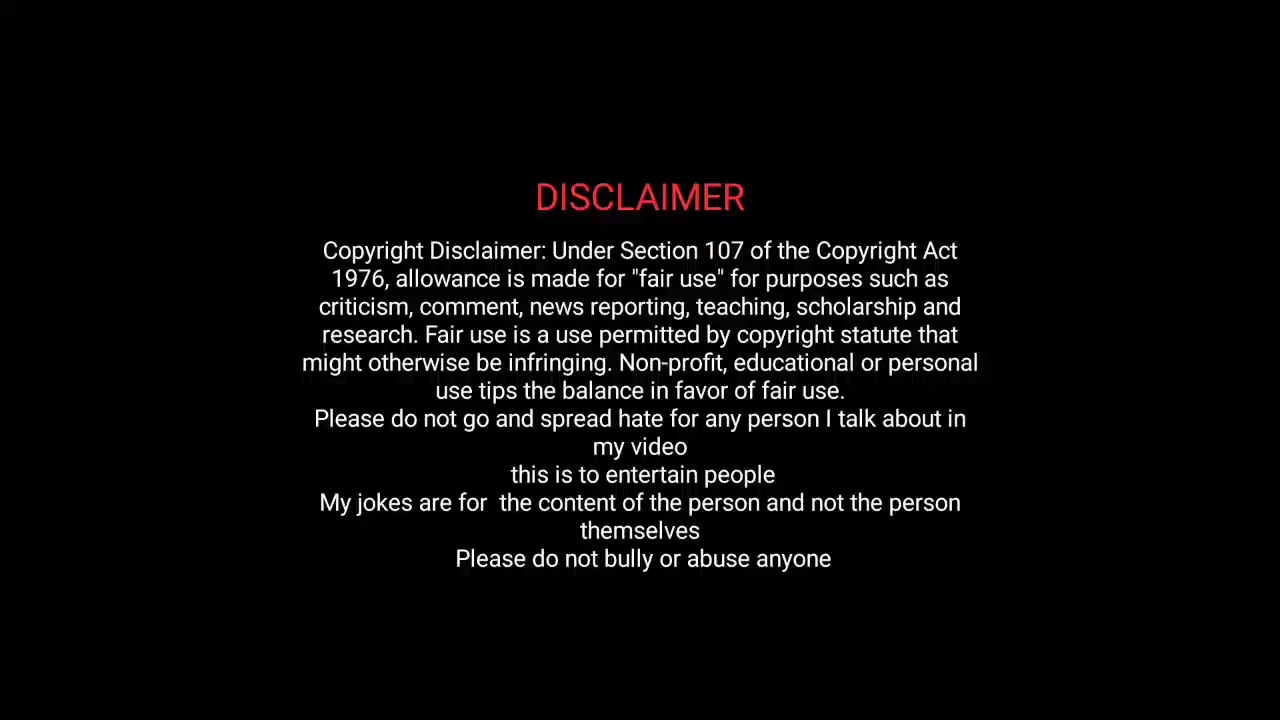 DISCLAIMER
Copyright Disclaimer: Under Section 107 of the Copyright Act
1976, allowance is made for "fair use" for purposes such as
criticism, comment, news reporting, teaching, scholarship and
research. Fair use is a use permitted by copyright statute that
might otherwise be infringing. Non-profit, educational or personal
use tips the balance in favor of fair use.
Please do not go and spread hate for any person I talk about in
my video
this is to entertain people
My jokes are for  the content of the person and not the person
themselves
Please do not bully or abuse anyone